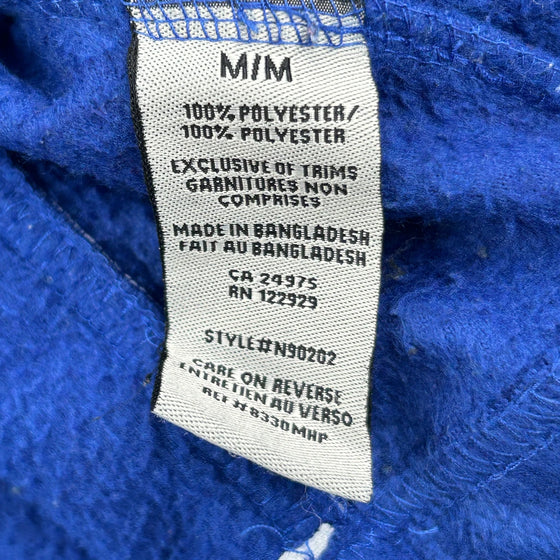 M/M
100% POLYESTER/
100% POLYESTER
EXCLUSIVE OF TRIMS
GARNITURES NON
COMPRISES
MADE IN BANGLADESH
FAIT AU BANGLADESH
CA 24975
RN 122929
STYLE#N90202
CARE ON REVERSE
ENTRETIEN AU VERSO
REF #8330MHP